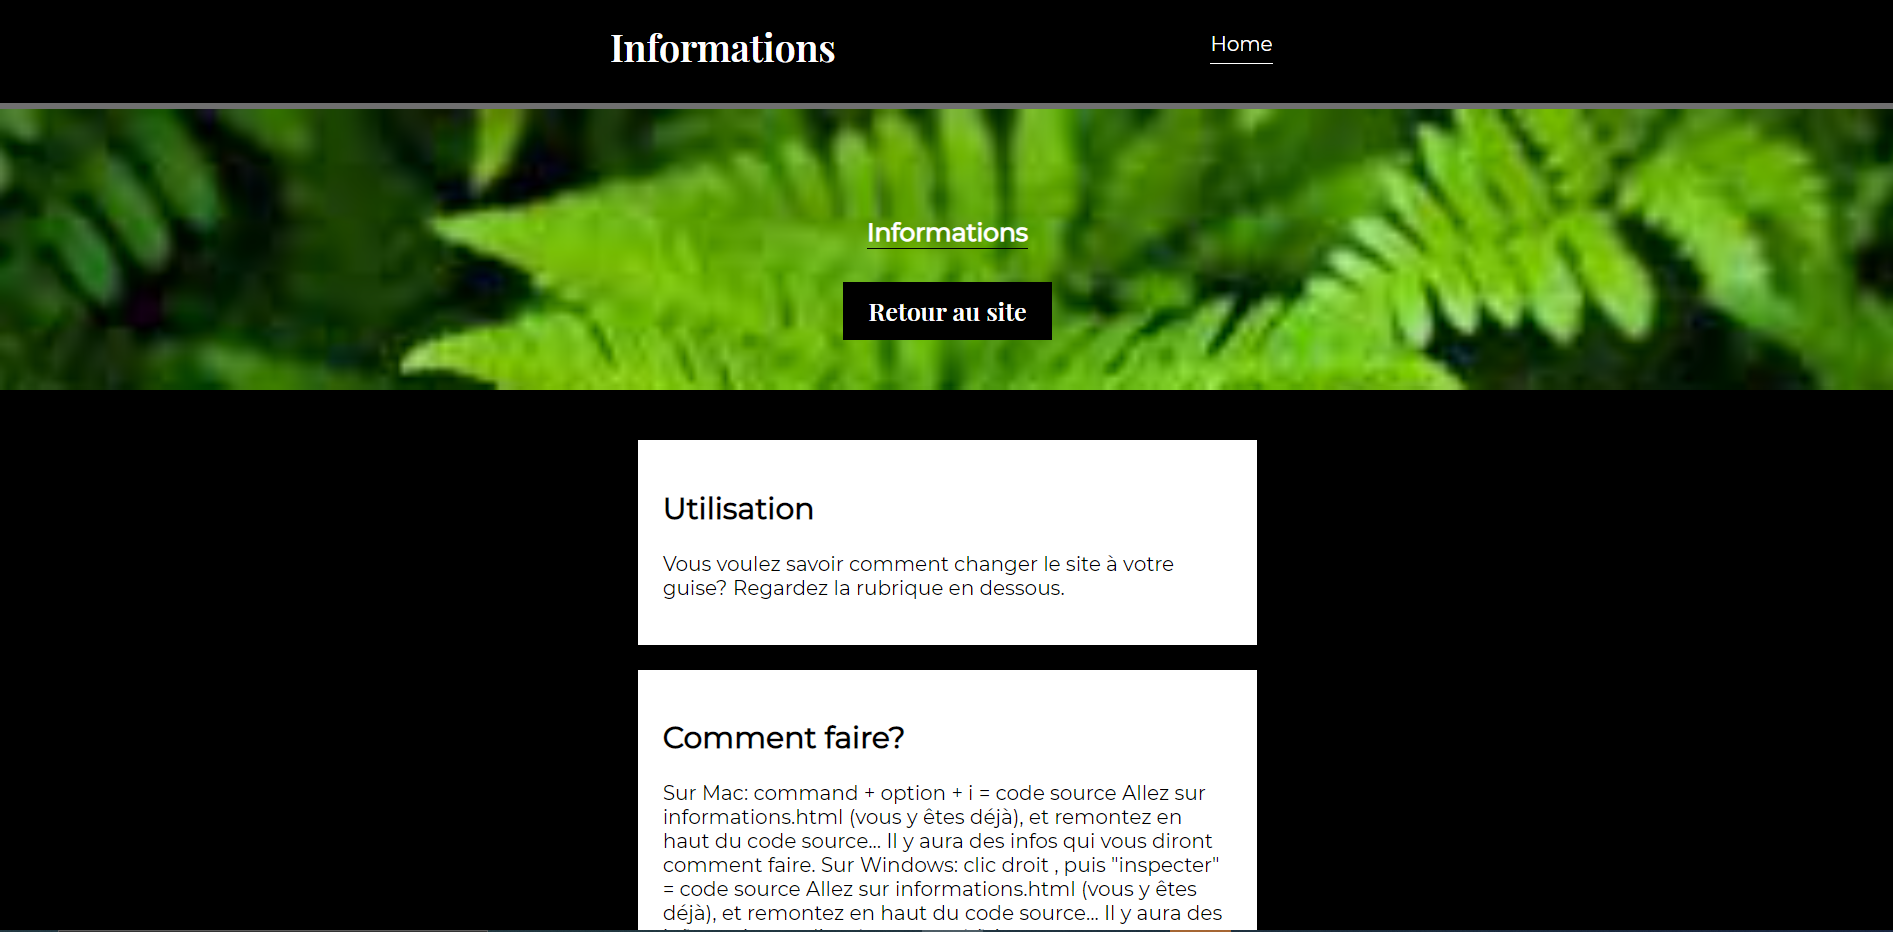 Informations
Home
Informations
Retour au site
Utilisation
Vous voulez savoir comment changer le site à votre
guise? Regardez la rubrique en dessous.
Comment faire?
Sur Mac: command + option + i = code source Allez sur
informations.html (vous y êtes déjà), et remontez en
haut du code source... Il y aura des infos qui vous diront
comment faire. Sur Windows: clic droit , puis "inspecter"
= code source Allez sur informations.html (vous y êtes
déjà), et remontez en haut du code source... Il y aura des